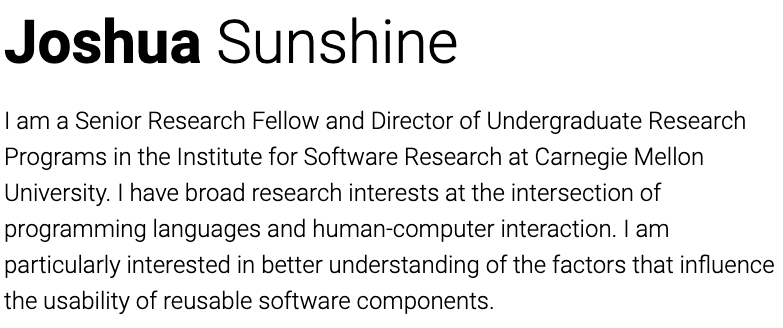 Joshua Sunshine
I am a Senior Research Fellow and Director of Undergraduate Research
Programs in the Institute for Software Research at Carnegie Mellon
University. I have broad research interests at the intersection of
programming languages and human-computer interaction. I am
particularly interested in better understanding of the factors that influence
the usability of reusable software components.